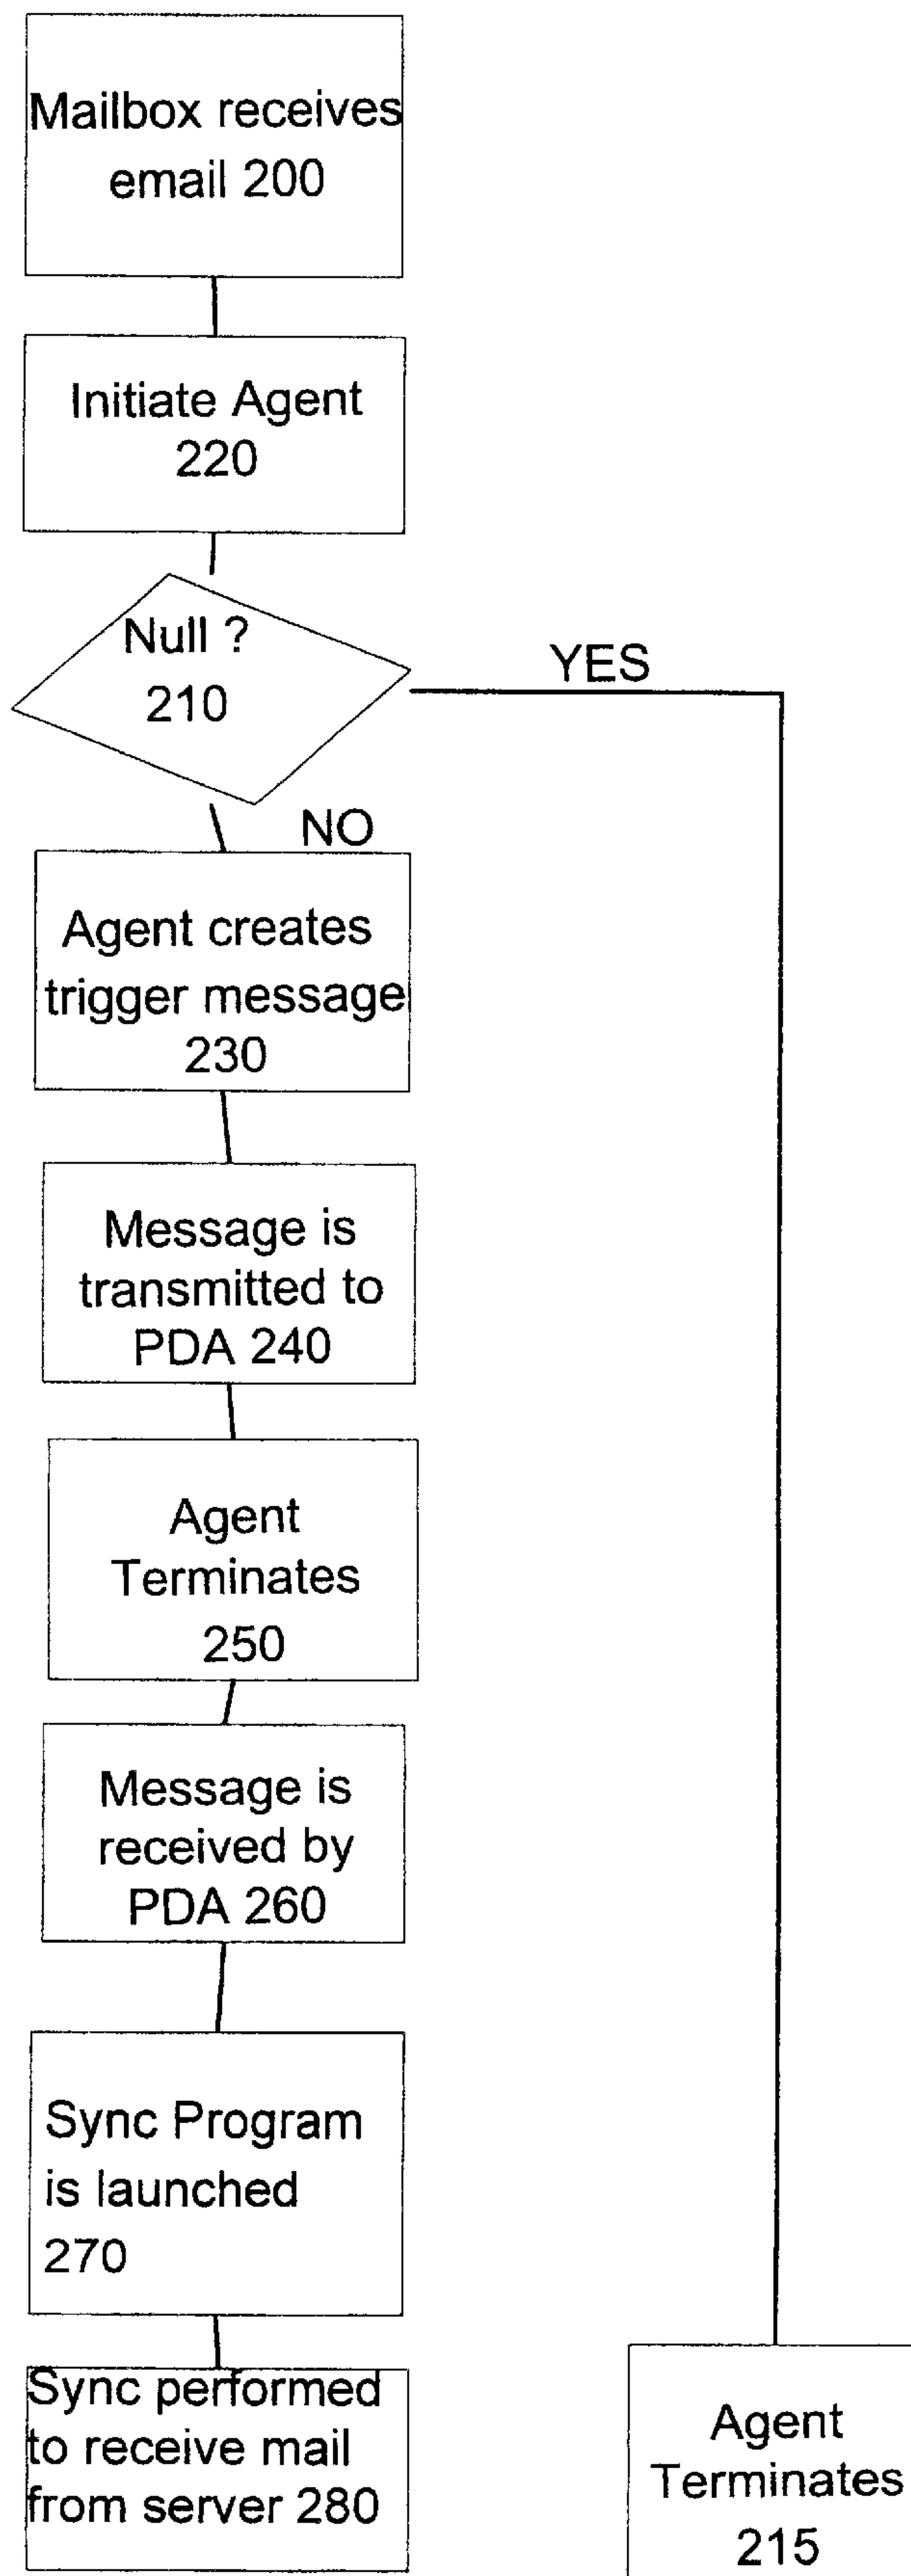 Mailbox receives
email 200
Initiate Agent
220
Null ?
210
YES
NO
Agent creates
trigger message
230
Message is
transmitted to
PDA 240
Agent
Terminates
250
Message is
received by
PDA 260
Sync Program
is launched
270
Sync performed
to receive mail
from server 280
Agent
Terminates
215